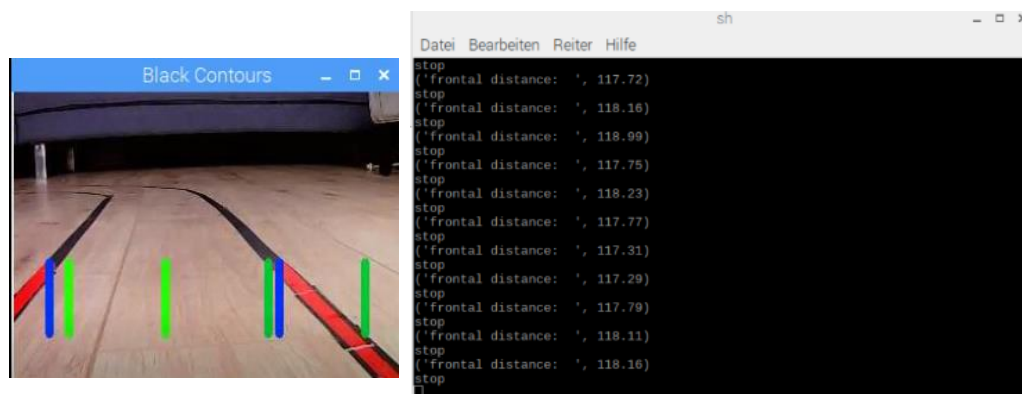 Black Contours
sh
Datei Bearbeiten Reiter Hilfe
stop
('frontal distance:  ', 117.72)
stop
('frontal distance:  ', 118.16)
stop
('frontal distance:  ', 118.99)
stop
('frontal distance:  ', 117.75)
stop
('frontal distance:  ', 118.23)
stop
('frontal distance:  ', 117.77)
stop
('frontal distance:  ', 117.31)
stop
('frontal distance:  ', 117.29)
stop
('frontal distance:  ', 117.79)
stop
('frontal distance:  ', 118.11)
stop
('frontal distance:  ', 118.16)
stop